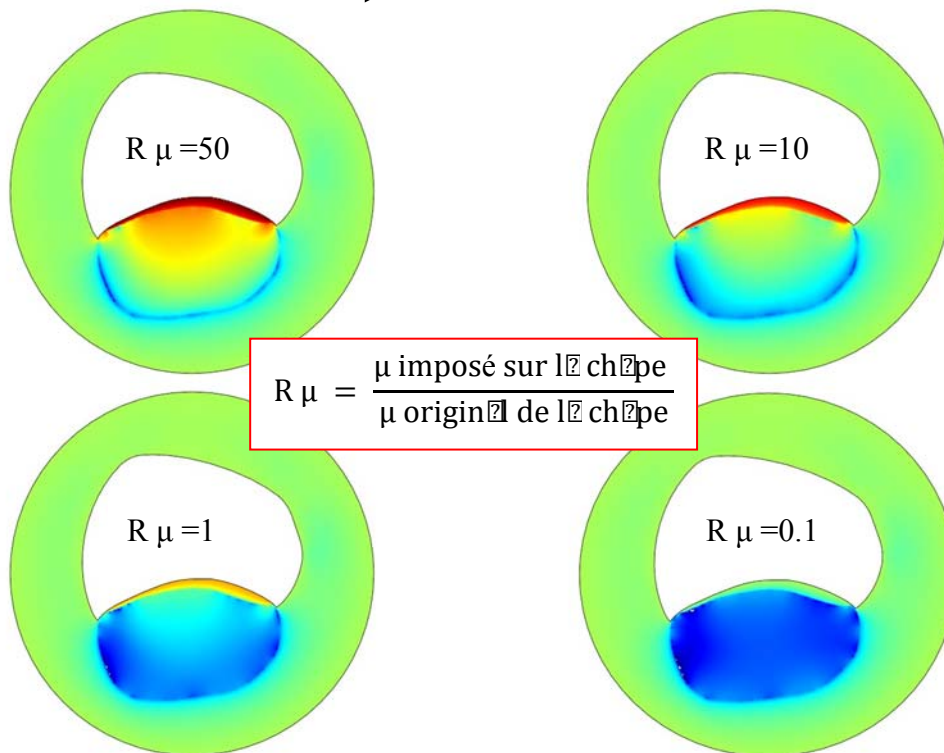 R μ =50
R μ =10
R μ = μ imposé sur l� ch�pe
μ origin�l de l� ch�pe
R μ =1
R μ =0.1